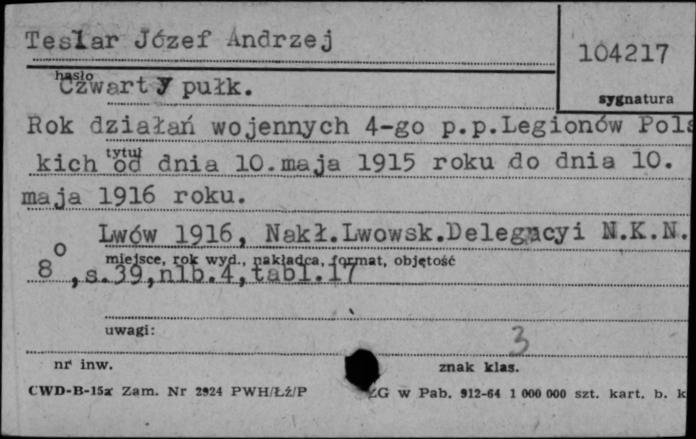 Teslar Józef Andrzej
104217
hasło
Czwarty pułk.
sygnatura
Rok działań wojennych 4-go p.p.Legionów Pols
tytuł
kich od dnia 10.maja 1915 roku do dnia 10.
maja 1916 roku.
Lwów 1916, Nakł.Lwowsk.Delegacyi N.K.N.
miejsce, rok wyd., nakładca, format, objętość
8°,s.39,nlb.4,tabl.17
uwagi:
3
nr inw.
znak klas.
CWD-B-15a Zam. Nr 2924 PWH/Łź/P ŁZG w Pab. 912-64 1 000 000 szt. kart. b. k